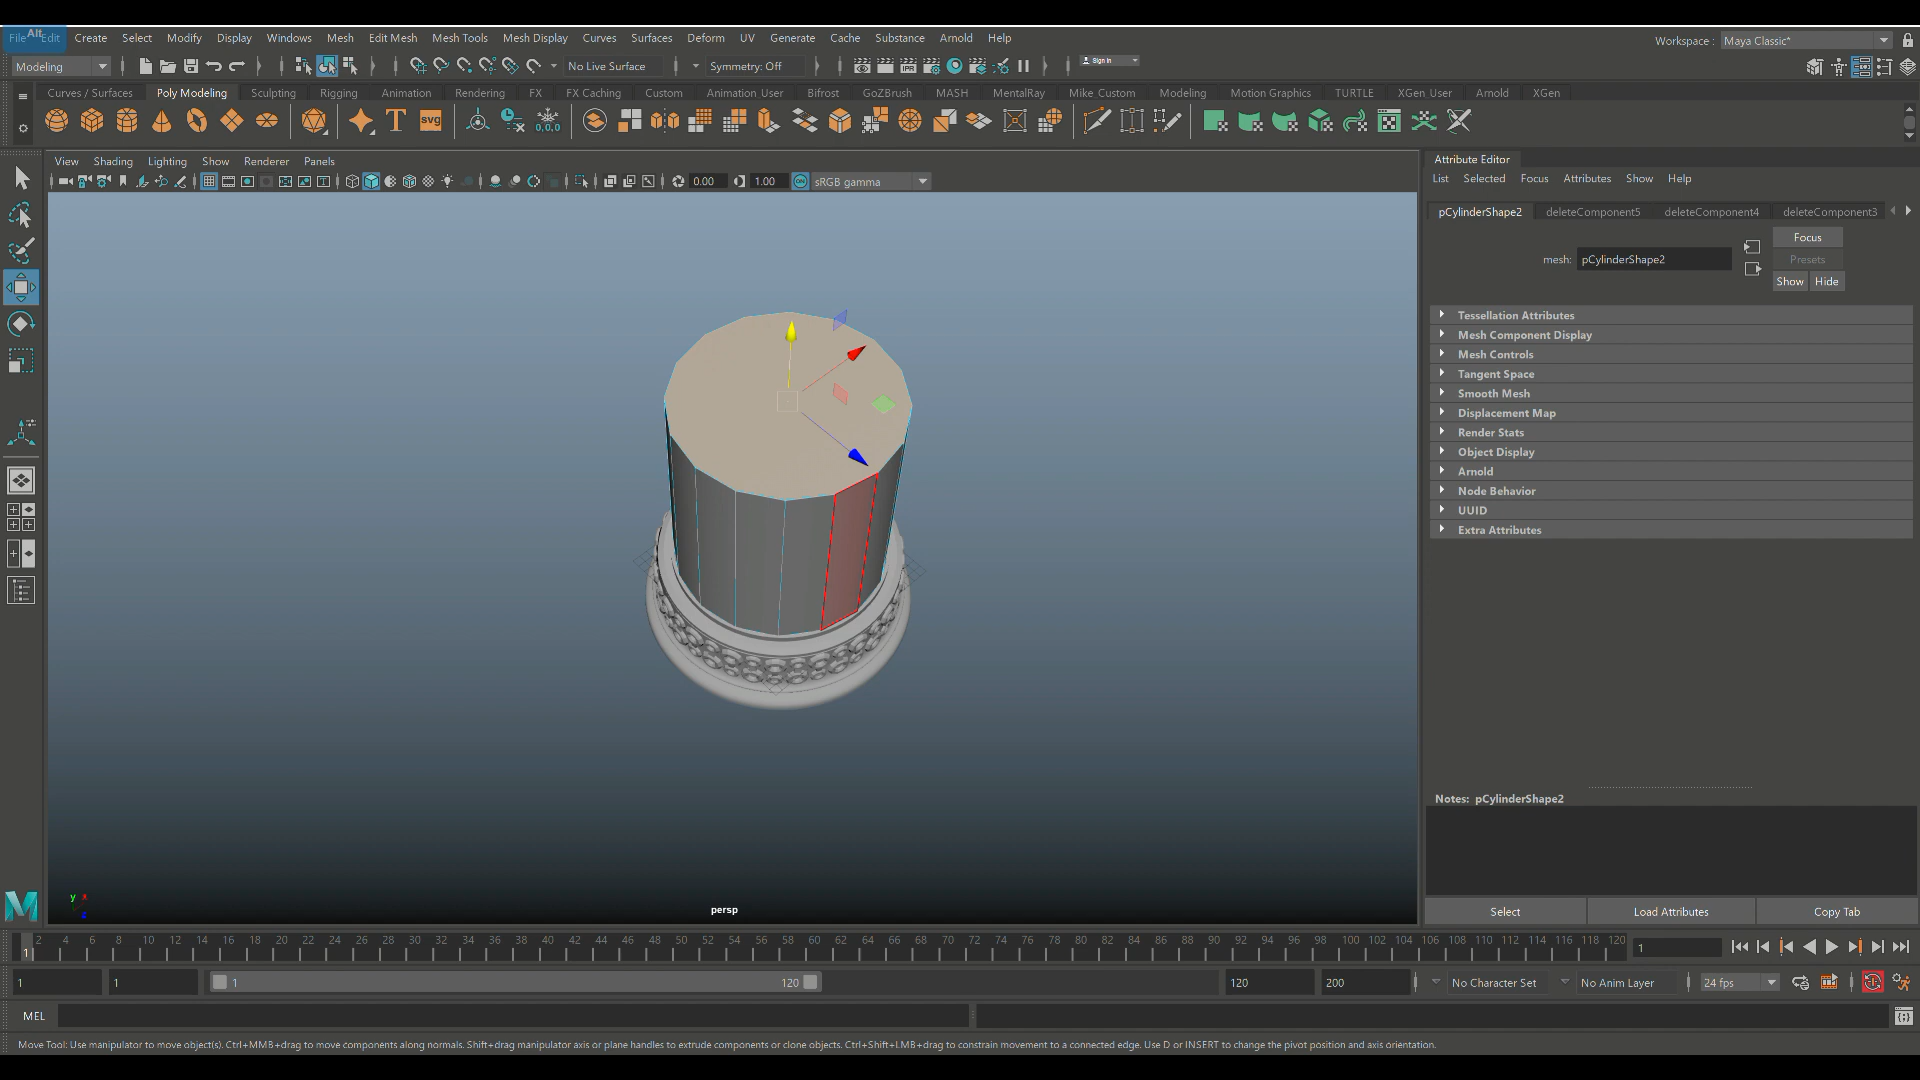 File Edit Alt Create Select Modify Display Windows Mesh Edit Mesh Mesh Tools Mesh Display Curves Surfaces Deform UV Generate Cache Substance Arnold Help
Workspace : Maya Classic*
Modeling No Live Surface Symmetry: Off Sign In
Curves / Surfaces Poly Modeling Sculpting Rigging Animation Rendering FX FX Caching Custom Animation_User Bifrost GoZBrush MASH MentalRay Mike_Custom Modeling Motion Graphics TURTLE XGen_User Arnold XGen
T svg 0,0,0
View Shading Lighting Show Renderer Panels
0.00 1.00 ON sRGB gamma
Attribute Editor
List Selected Focus Attributes Show Help
pCylinderShape2 deleteComponent5 deleteComponent4 deleteComponent3
Focus
mesh: pCylinderShape2
Presets
Show Hide
Tessellation Attributes
Mesh Component Display
Mesh Controls
Tangent Space
Smooth Mesh
Displacement Map
Render Stats
Object Display
Arnold
Node Behavior
UUID
Extra Attributes
Notes: pCylinderShape2
Select Load Attributes Copy Tab
y x
z
persp
M
1 2 4 6 8 10 12 14 16 18 20 22 24 26 28 30 32 34 36 38 40 42 44 46 48 50 52 54 56 58 60 62 64 66 68 70 72 74 76 78 80 82 84 86 88 90 92 94 96 98 100 102 104 106 108 110 112 114 116 118 120 1
1 1 1 120 120 200 No Character Set No Anim Layer 24 fps
MEL
Move Tool: Use manipulator to move object(s). Ctrl+MMB+drag to move components along normals. Shift+drag manipulator axis or plane handles to extrude components or clone objects. Ctrl+Shift+LMB+drag to constrain movement to a connected edge. Use D or INSERT to change the pivot position and axis orientation.